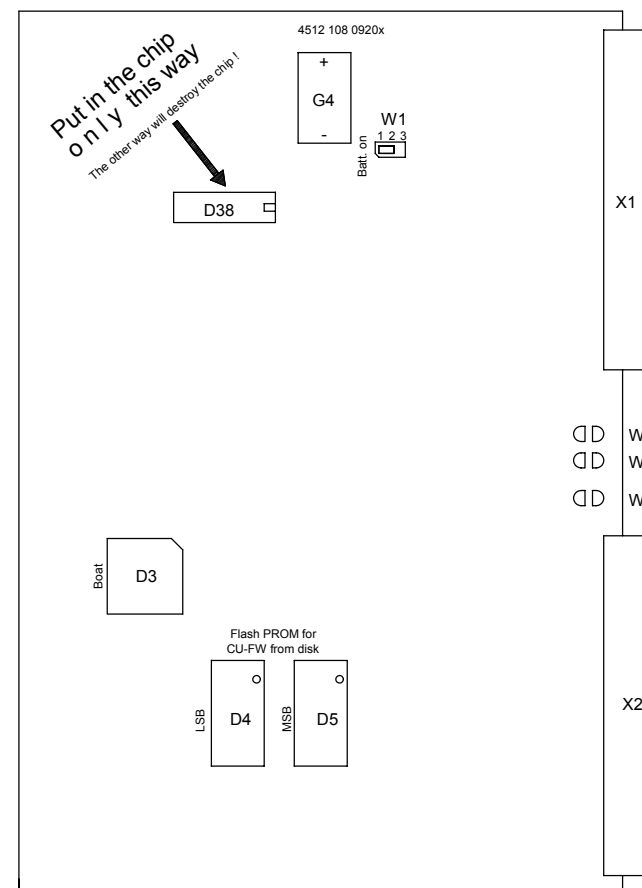 4512 108 0920x
Put in the chip
o n l y this way
The other way will destroy the chip !
+
G4
-
W1
1 2 3
Batt. on
D38
X1
W
W
W
Boat
D3
Flash PROM for
CU-FW from disk
LSB
D4
MSB
D5
X2